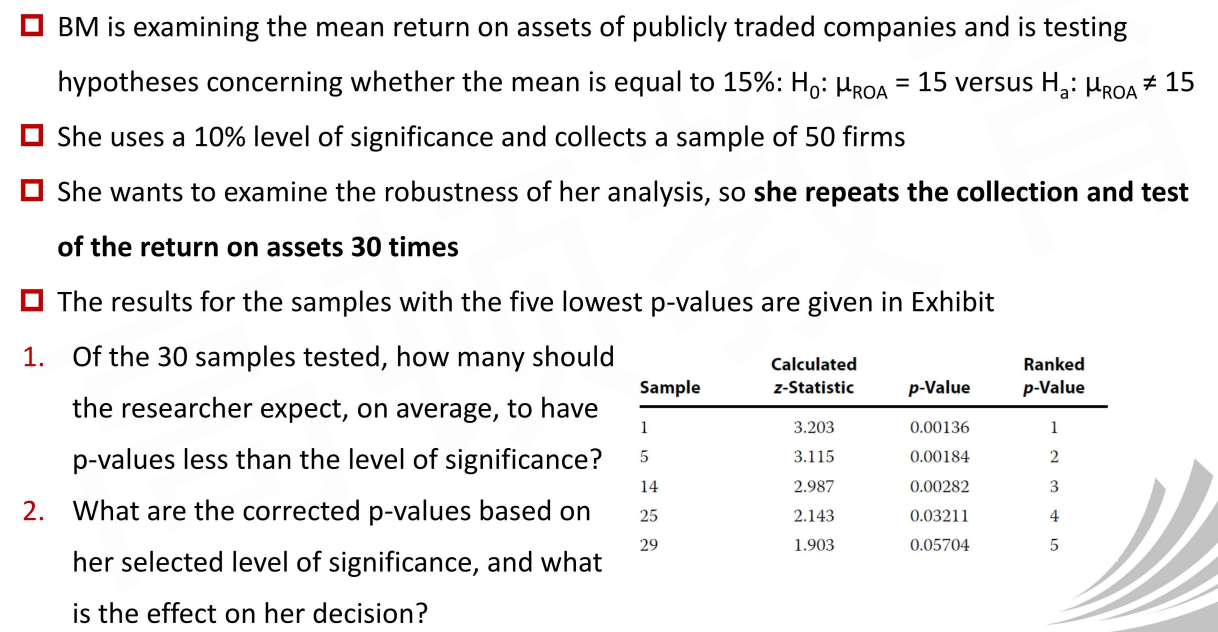 BM is examining the mean return on assets of publicly traded companies and is testing
hypotheses concerning whether the mean is equal to 15%: H₀: μ_ROA = 15 versus Hₐ: μ_ROA ≠ 15
She uses a 10% level of significance and collects a sample of 50 firms
She wants to examine the robustness of her analysis, so she repeats the collection and test
of the return on assets 30 times
The results for the samples with the five lowest p-values are given in Exhibit
1. Of the 30 samples tested, how many should
the researcher expect, on average, to have
p-values less than the level of significance?
2. What are the corrected p-values based on
her selected level of significance, and what
is the effect on her decision?
Sample Calculated z-Statistic p-Value Ranked p-Value
1 3.203 0.00136 1
5 3.115 0.00184 2
14 2.987 0.00282 3
25 2.143 0.03211 4
29 1.903 0.05704 5
高顿教育